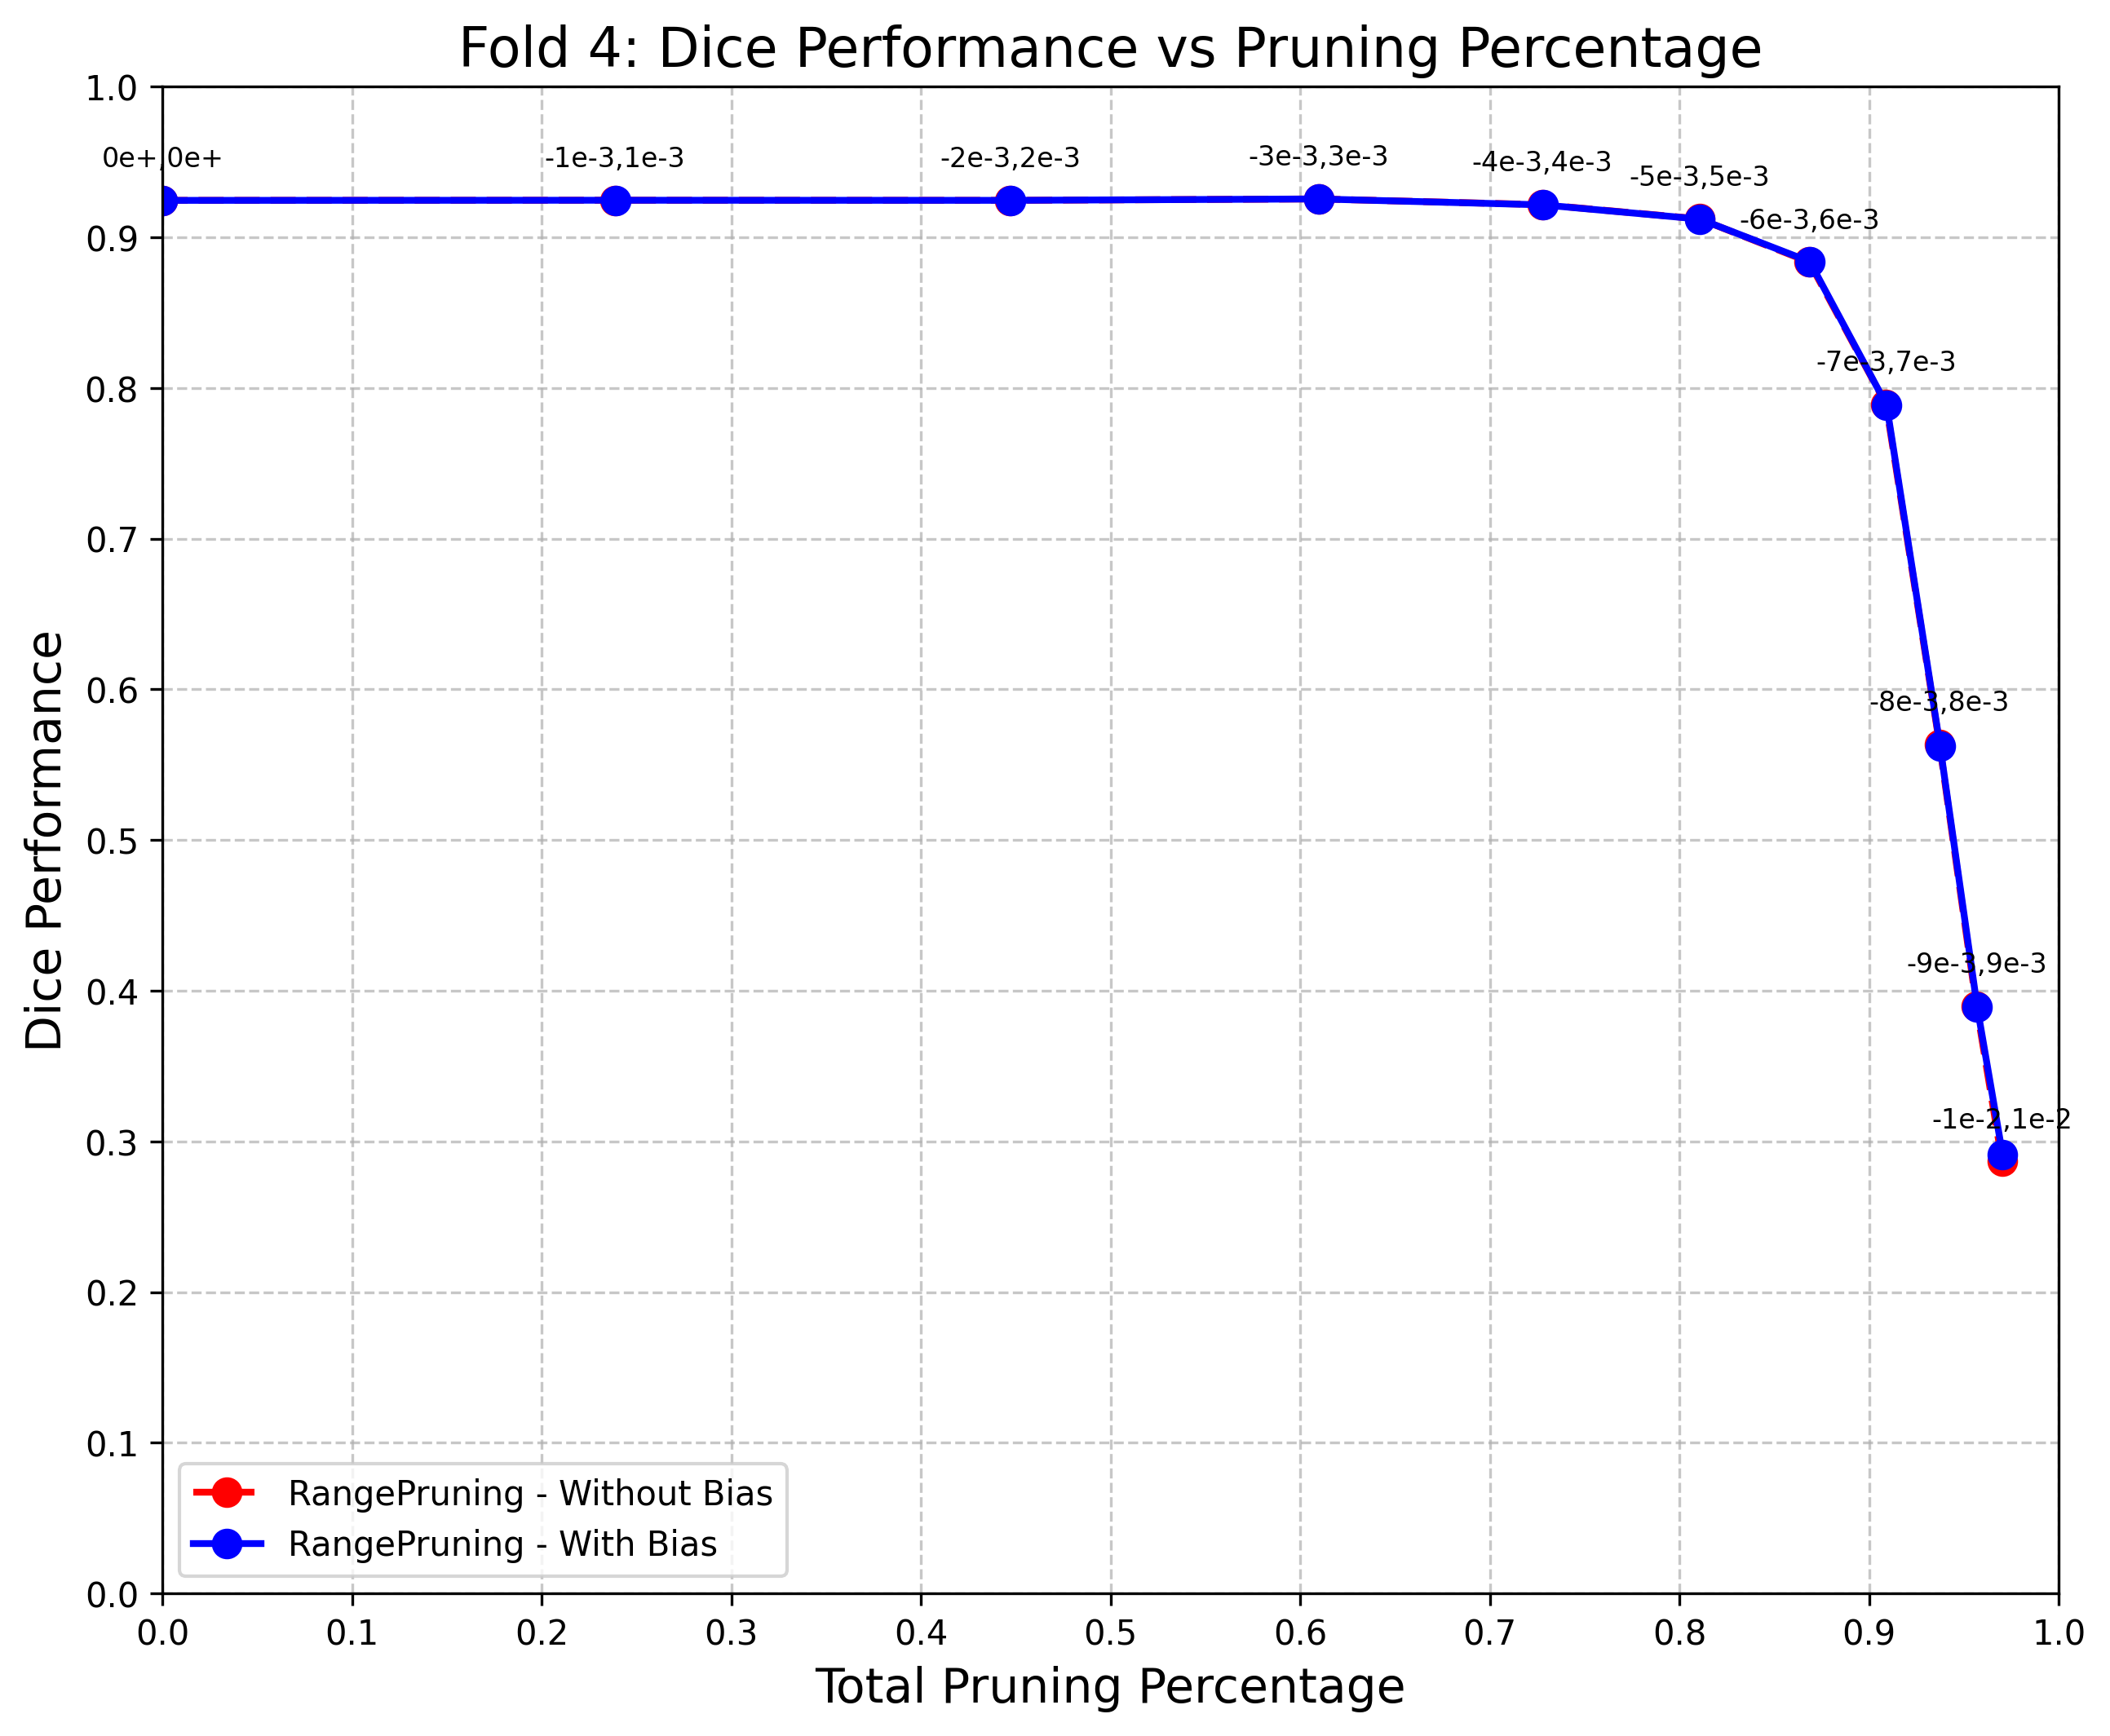 Fold 4: Dice Performance vs Pruning Percentage
Dice Performance
1.0
0.9
0.8
0.7
0.6
0.5
0.4
0.3
0.2
0.1
0.0
0e+,0e+
-1e-3,1e-3
-2e-3,2e-3
-3e-3,3e-3
-4e-3,4e-3
-5e-3,5e-3
-6e-3,6e-3
-7e-3,7e-3
-8e-3,8e-3
-9e-3,9e-3
-1e-2,1e-2
RangePruning - Without Bias
RangePruning - With Bias
0.0 0.1 0.2 0.3 0.4 0.5 0.6 0.7 0.8 0.9 1.0
Total Pruning Percentage